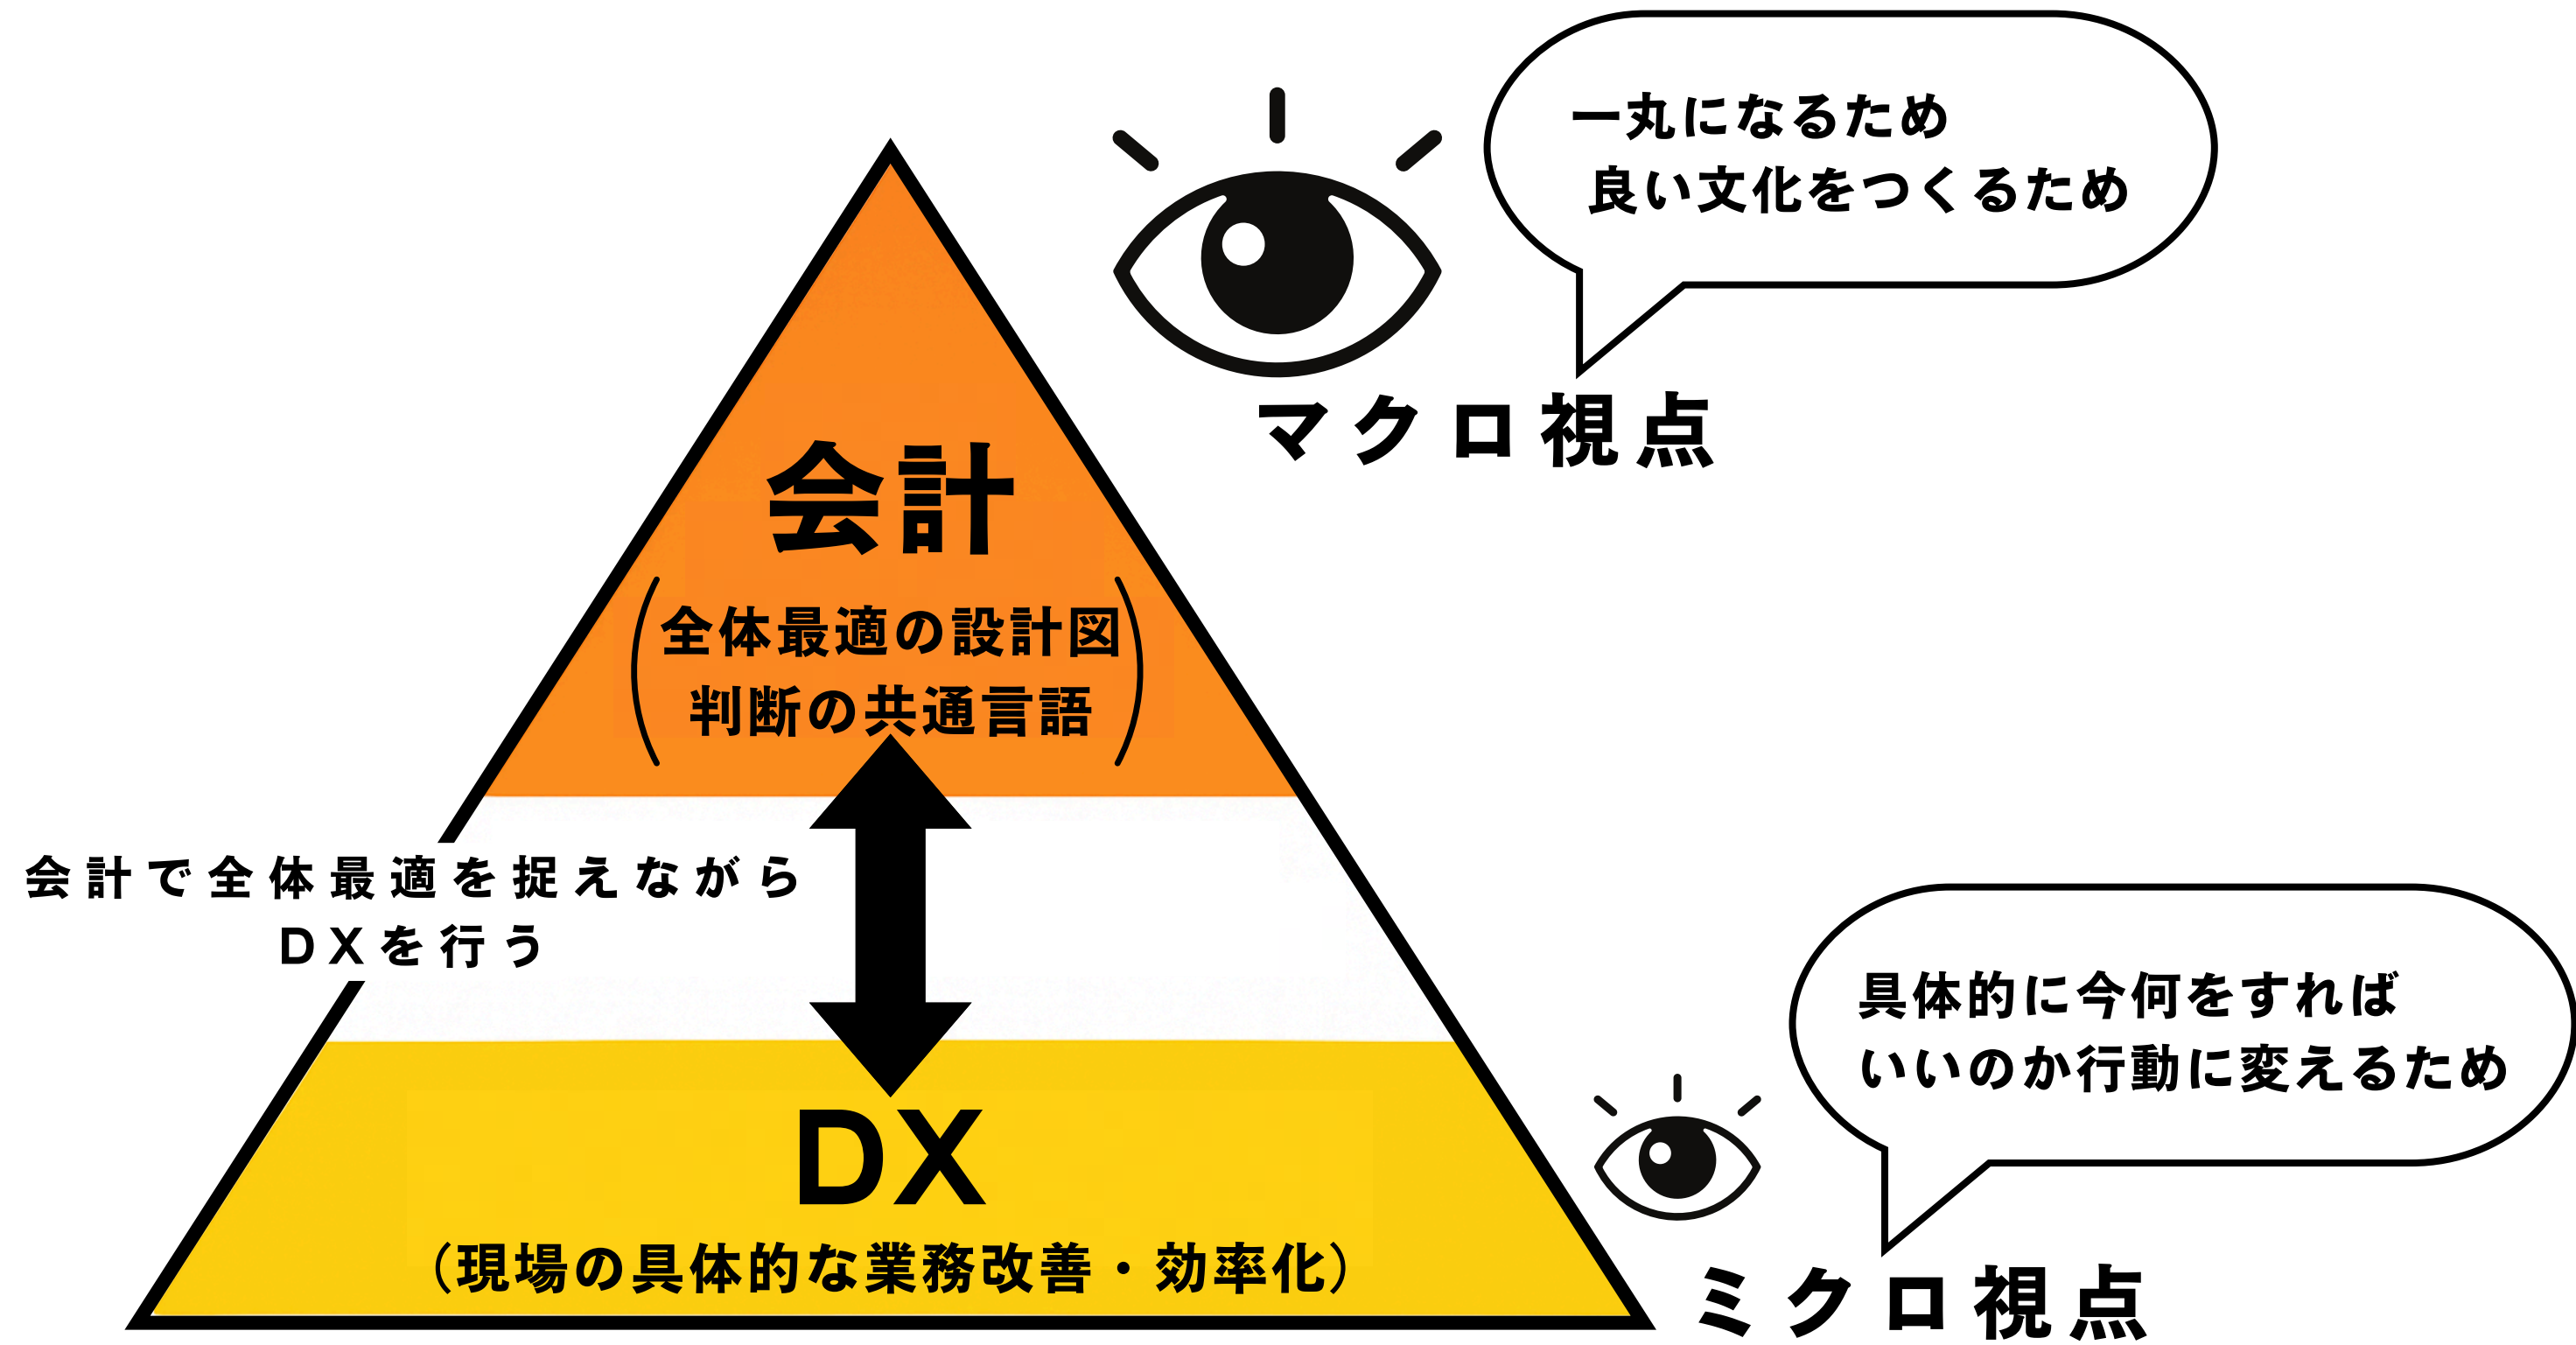 一丸になるため
良い文化をつくるため
マクロ視点
会計
(全体最適の設計図
判断の共通言語)
会計で全体最適を捉えながら
DXを行う
具体的に今何をすれば
いいのか行動に変えるため
ミクロ視点
DX
(現場の具体的な業務改善・効率化)